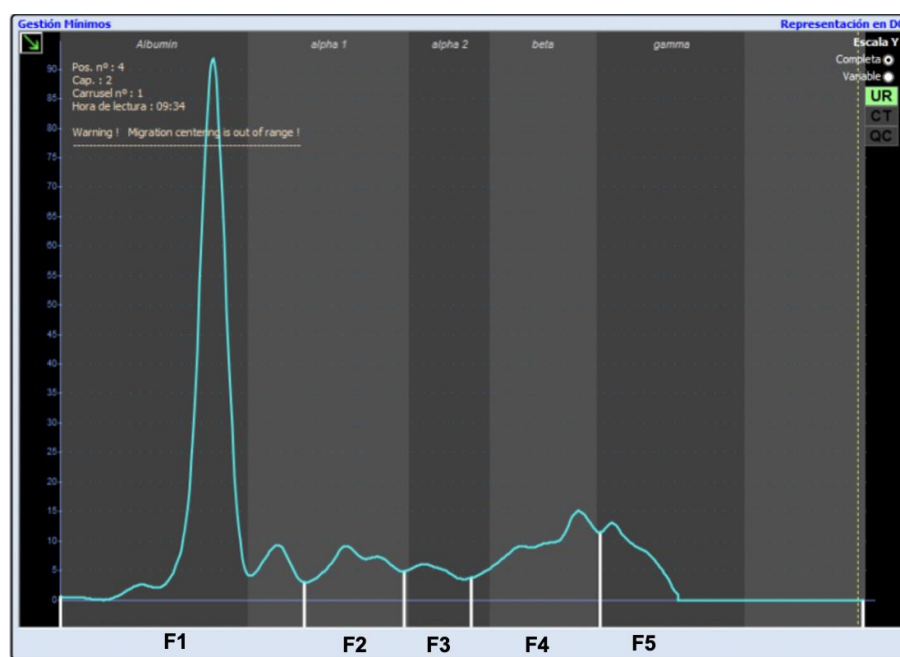 Gestión Mínimos
Representación en D
Albumin
alpha 1
alpha 2
beta
gamma
Escala Y
Completa
Variable
UR
CT
QC
Pos. nº : 4
Cap. : 2
Carrusel nº : 1
Hora de lectura : 09:34
Warning ! Migration centering is out of range !
90
85
80
75
70
65
60
55
50
45
40
35
30
25
20
15
10
5
0
F1
F2
F3
F4
F5